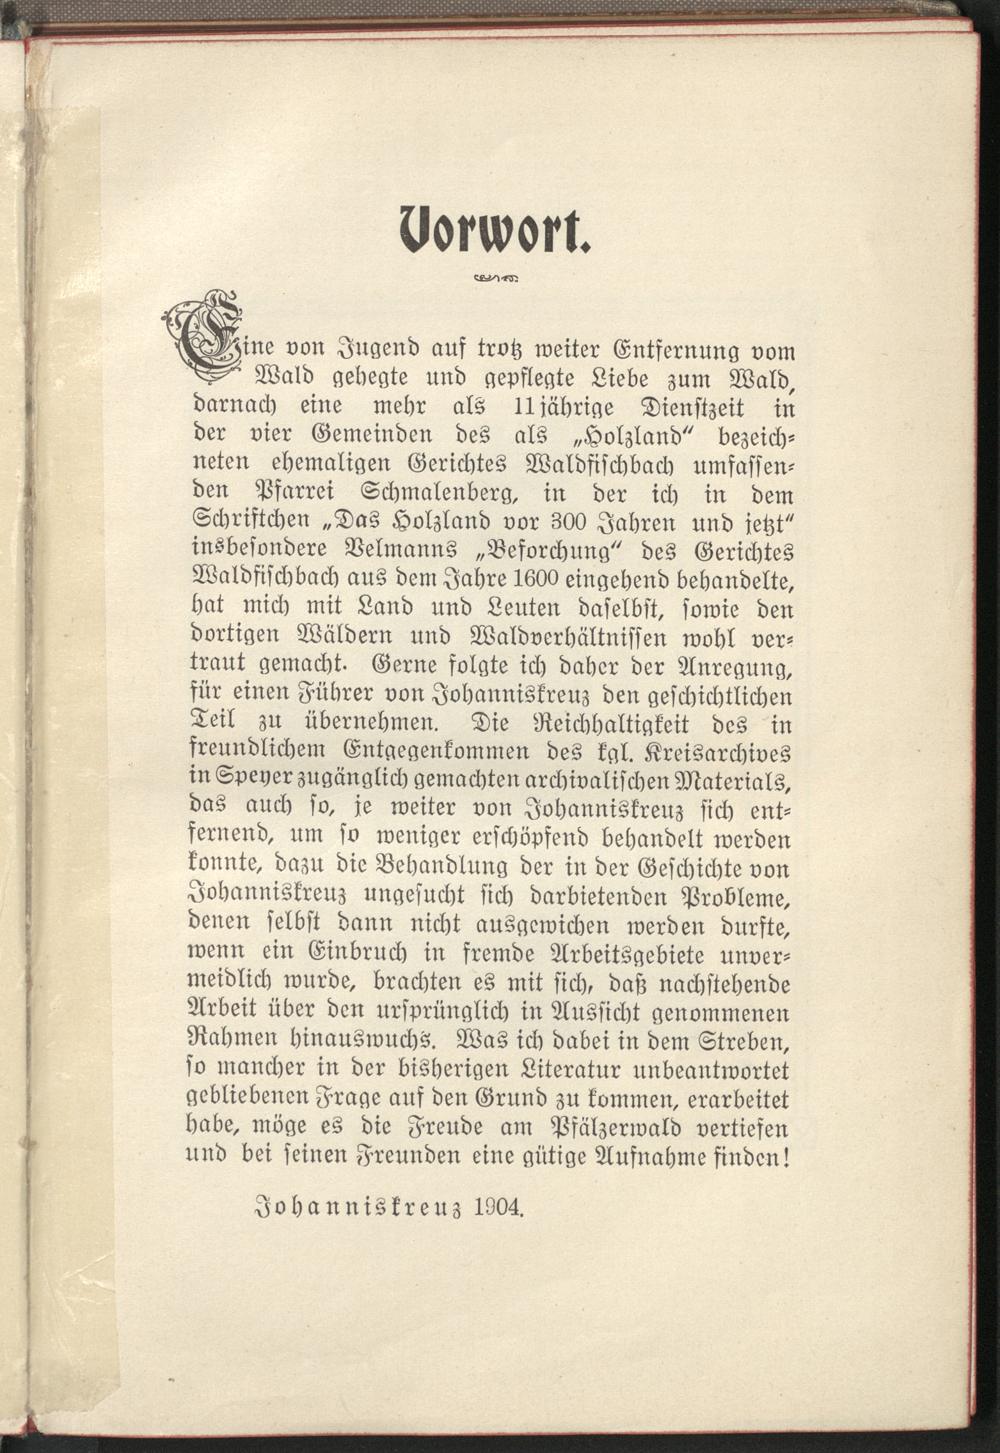 Vorwort.
Eine von Jugend auf trotz weiter Entfernung vom
Wald gehegte und gepflegte Liebe zum Wald,
darnach eine mehr als 11jährige Dienstzeit in
der vier Gemeinden des als „Holzland“ bezeich-
neten ehemaligen Gerichtes Waldfischbach umfassen-
den Pfarrei Schmalenberg, in der ich in dem
Schriftchen „Das Holzland vor 300 Jahren und jetzt“
insbesondere Velmanns „Beforchung“ des Gerichtes
Waldfischbach aus dem Jahre 1600 eingehend behandelte,
hat mich mit Land und Leuten daselbst, sowie den
dortigen Wäldern und Waldverhältnissen wohl ver-
traut gemacht. Gerne folgte ich daher der Anregung,
für einen Führer von Johanniskreuz den geschichtlichen
Teil zu übernehmen. Die Reichhaltigkeit des in
freundlichem Entgegenkommen des kgl. Kreisarchives
in Speyer zugänglich gemachten archivalischen Materials,
das auch so, je weiter von Johanniskreuz sich ent-
fernend, um so weniger erschöpfend behandelt werden
konnte, dazu die Behandlung der in der Geschichte von
Johanniskreuz ungesucht sich darbietenden Probleme,
denen selbst dann nicht ausgewichen werden durfte,
wenn ein Einbruch in fremde Arbeitsgebiete unver-
meidlich wurde, brachten es mit sich, daß nachstehende
Arbeit über den ursprünglich in Aussicht genommenen
Rahmen hinauswuchs. Was ich dabei in dem Streben,
so mancher in der bisherigen Literatur unbeantwortet
gebliebenen Frage auf den Grund zu kommen, erarbeitet
habe, möge es die Freude am Pfälzerwald vertiefen
und bei seinen Freunden eine gütige Aufnahme finden!
Johanniskreuz 1904.